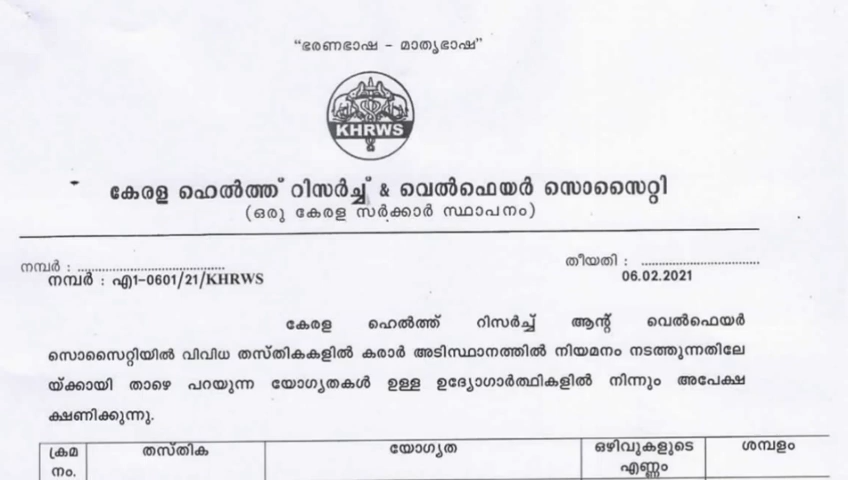 “ഭരണഭാഷ – മാതൃഭാഷ”
KHRWS
കേരള ഹെൽത്ത് റിസർച്ച് & വെൽഫെയർ സൊസൈറ്റി
(ഒരു കേരള സർക്കാർ സ്ഥാപനം)
നമ്പർ : ........................................ തീയതി : ................................
നമ്പർ : എ1-0601/21/KHRWS 06.02.2021
കേരള ഹെൽത്ത് റിസർച്ച് ആന്റ് വെൽഫെയർ
സൊസൈറ്റിയിൽ വിവിധ തസ്തികകളിൽ കരാർ അടിസ്ഥാനത്തിൽ നിയമനം നടത്തുന്നതിലേ
യ്ക്കായി താഴെ പറയുന്ന യോഗ്യതകൾ ഉള്ള ഉദ്യോഗാർത്ഥികളിൽ നിന്നും അപേക്ഷ
ക്ഷണിക്കുന്നു.
ക്രമ നം. തസ്തിക യോഗ്യത ഒഴിവുകളുടെ എണ്ണം ശമ്പളം